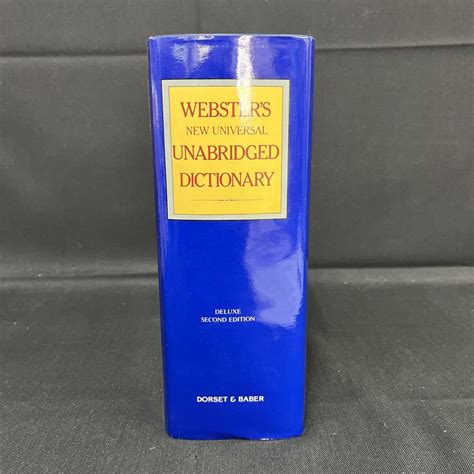 WEBSTER'S
NEW UNIVERSAL
UNABRIDGED
DICTIONARY
DELUXE
SECOND EDITION
DORSET & BABER